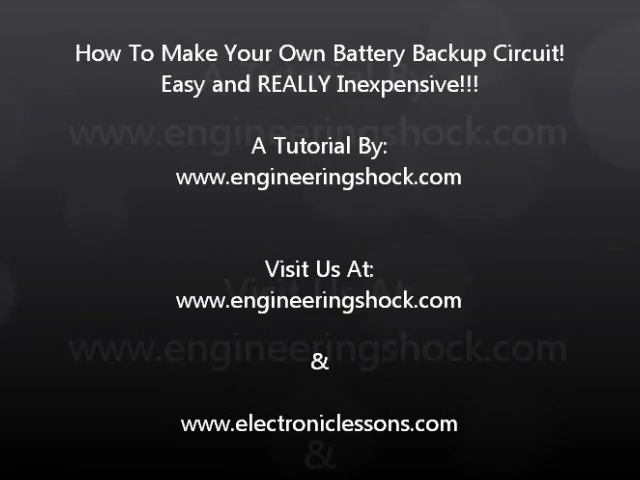 How To Make Your Own Battery Backup Circuit!
Easy and REALLY Inexpensive!!!
A Tutorial By:
www.engineeringshock.com
Visit Us At:
www.engineeringshock.com
&
www.electroniclessons.com